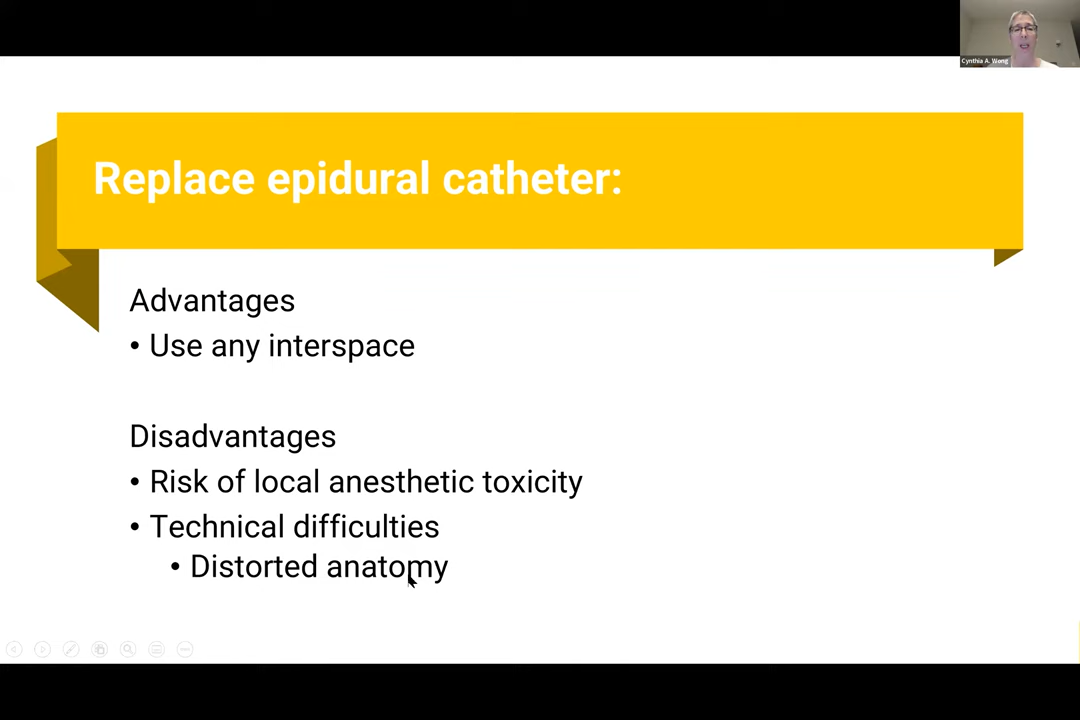 Cynthia A. Wong
Replace epidural catheter:
Advantages
• Use any interspace
Disadvantages
• Risk of local anesthetic toxicity
• Technical difficulties
• Distorted anatomy